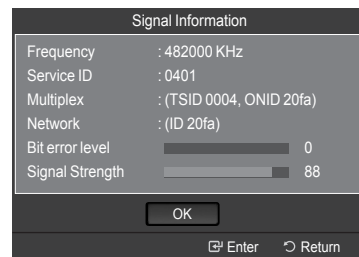 Signal Information
Frequency : 482000 KHz
Service ID : 0401
Multiplex : (TSID 0004, ONID 20fa)
Network : (ID 20fa)
Bit error level 0
Signal Strength 88
OK
Enter Return